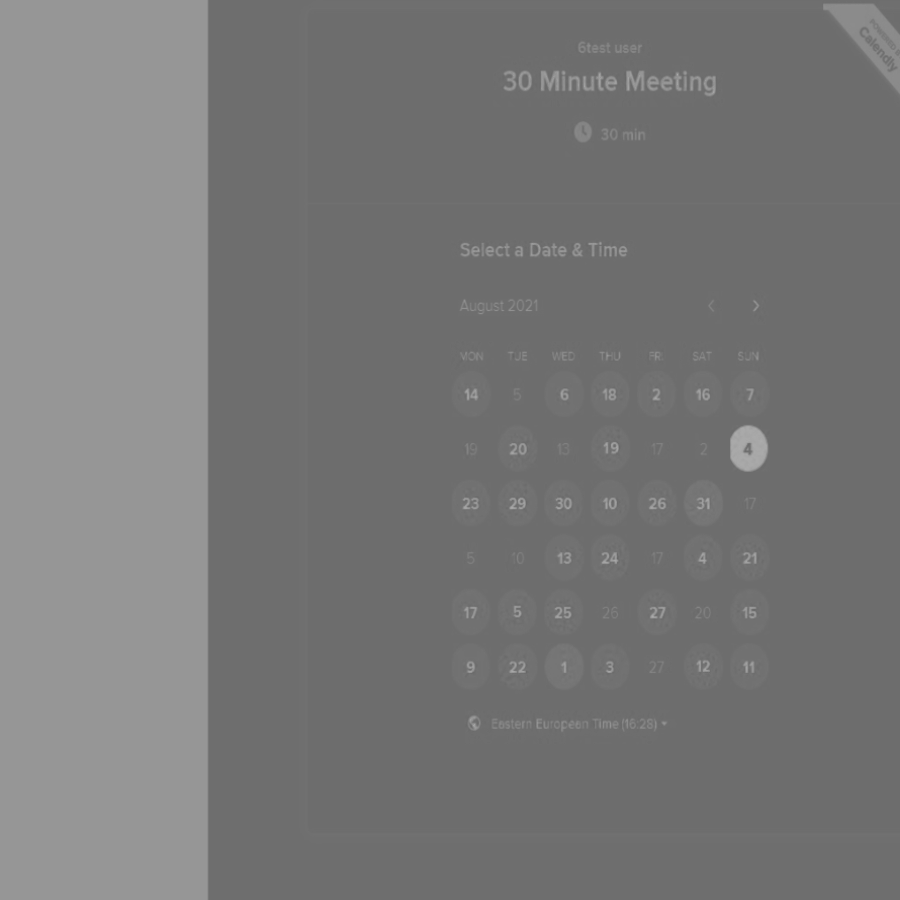 POWERED BY
Calendly
6test user
30 Minute Meeting
30 min
Select a Date & Time
August 2021
MON TUE WED THU FRI SAT SUN
14 5 6 18 2 16 7
19 20 13 19 17 2 4
23 29 30 10 26 31 17
5 10 13 24 17 4 21
17 5 25 26 27 20 15
9 22 1 3 27 12 11
Eastern European Time (16:28)